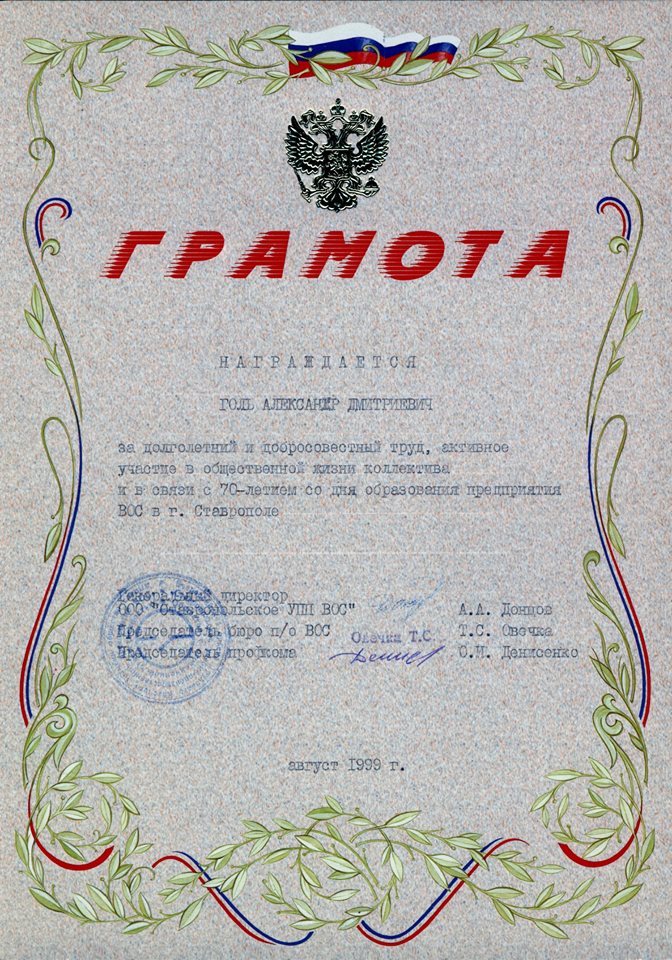 ГРАМОТА
НАГРАЖДАЕТСЯ
ГОЛЬ АЛЕКСАНДР ДМИТРИЕВИЧ
за долголетний и добросовестный труд, активное
участие в общественной жизни коллектива
и в связи с 70-летием со дня образования предприятия
ВОС в г. Ставрополе
Генеральный директор
ООО "Ставропольское УПП ВОС" А.А. Донцов
Председатель бюро п/о ВОС Овечка Т.С. Т.С. Овечка
Председатель профкома О.И. Денисенко
август 1999 г.